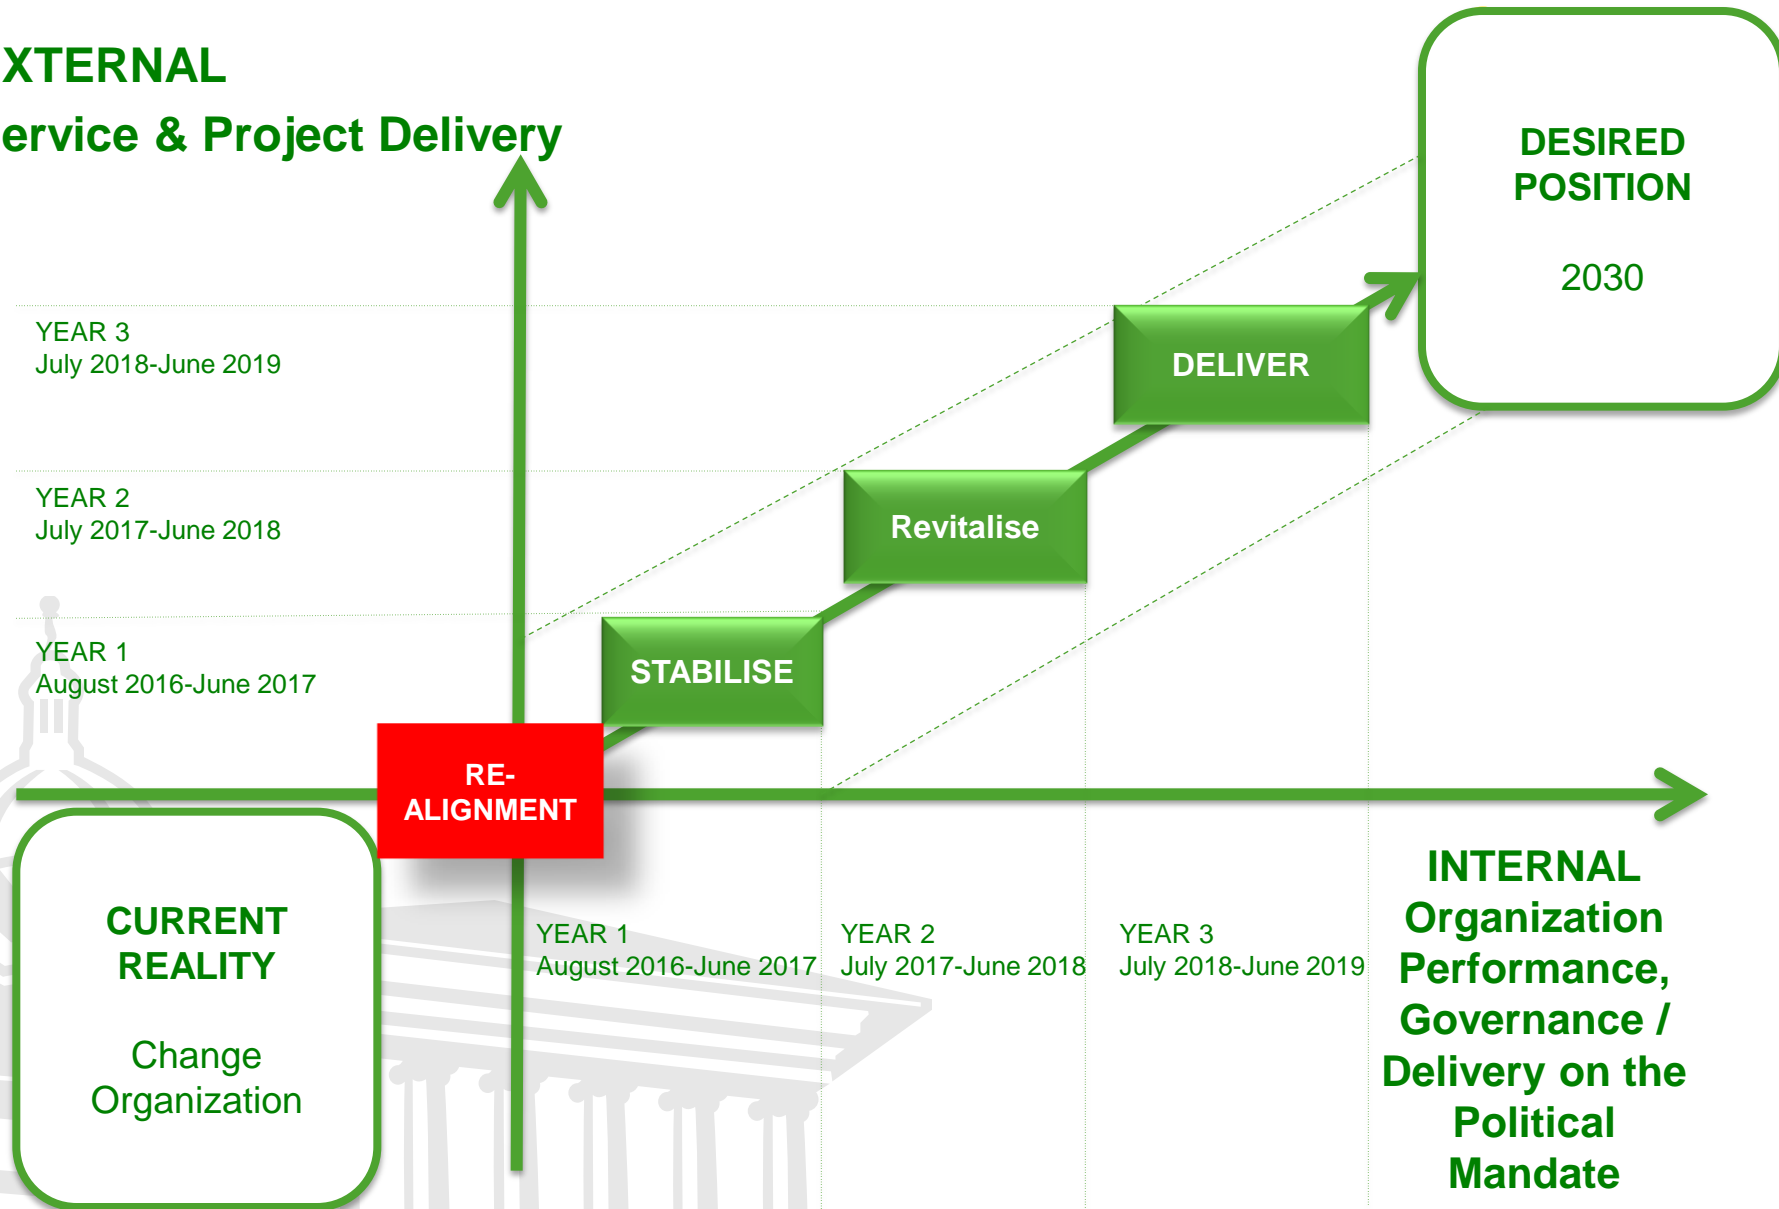 XTERNAL
ervice & Project Delivery
DESIRED
POSITION
2030
YEAR 3
July 2018-June 2019
DELIVER
YEAR 2
July 2017-June 2018
Revitalise
YEAR 1
August 2016-June 2017
STABILISE
RE-
ALIGNMENT
CURRENT
REALITY
Change
Organization
YEAR 1
August 2016-June 2017
YEAR 2
July 2017-June 2018
YEAR 3
July 2018-June 2019
INTERNAL
Organization
Performance,
Governance /
Delivery on the
Political
Mandate